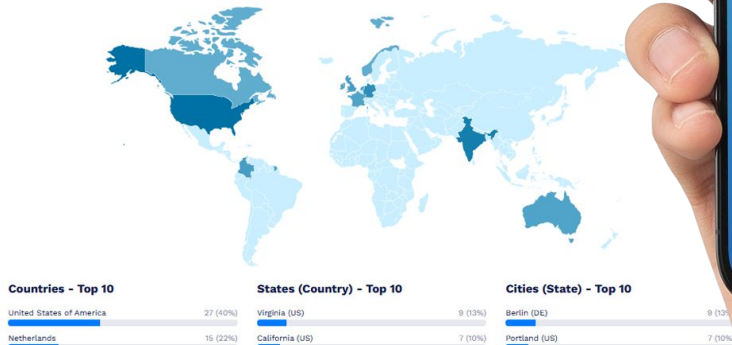 Countries - Top 10
United States of America 27 (40%)
Netherlands 15 (22%)
States (Country) - Top 10
Virginia (US) 9 (13%)
California (US) 7 (10%)
Cities (State) - Top 10
Berlin (DE) 9 (13%
Portland (US) 7 (10%